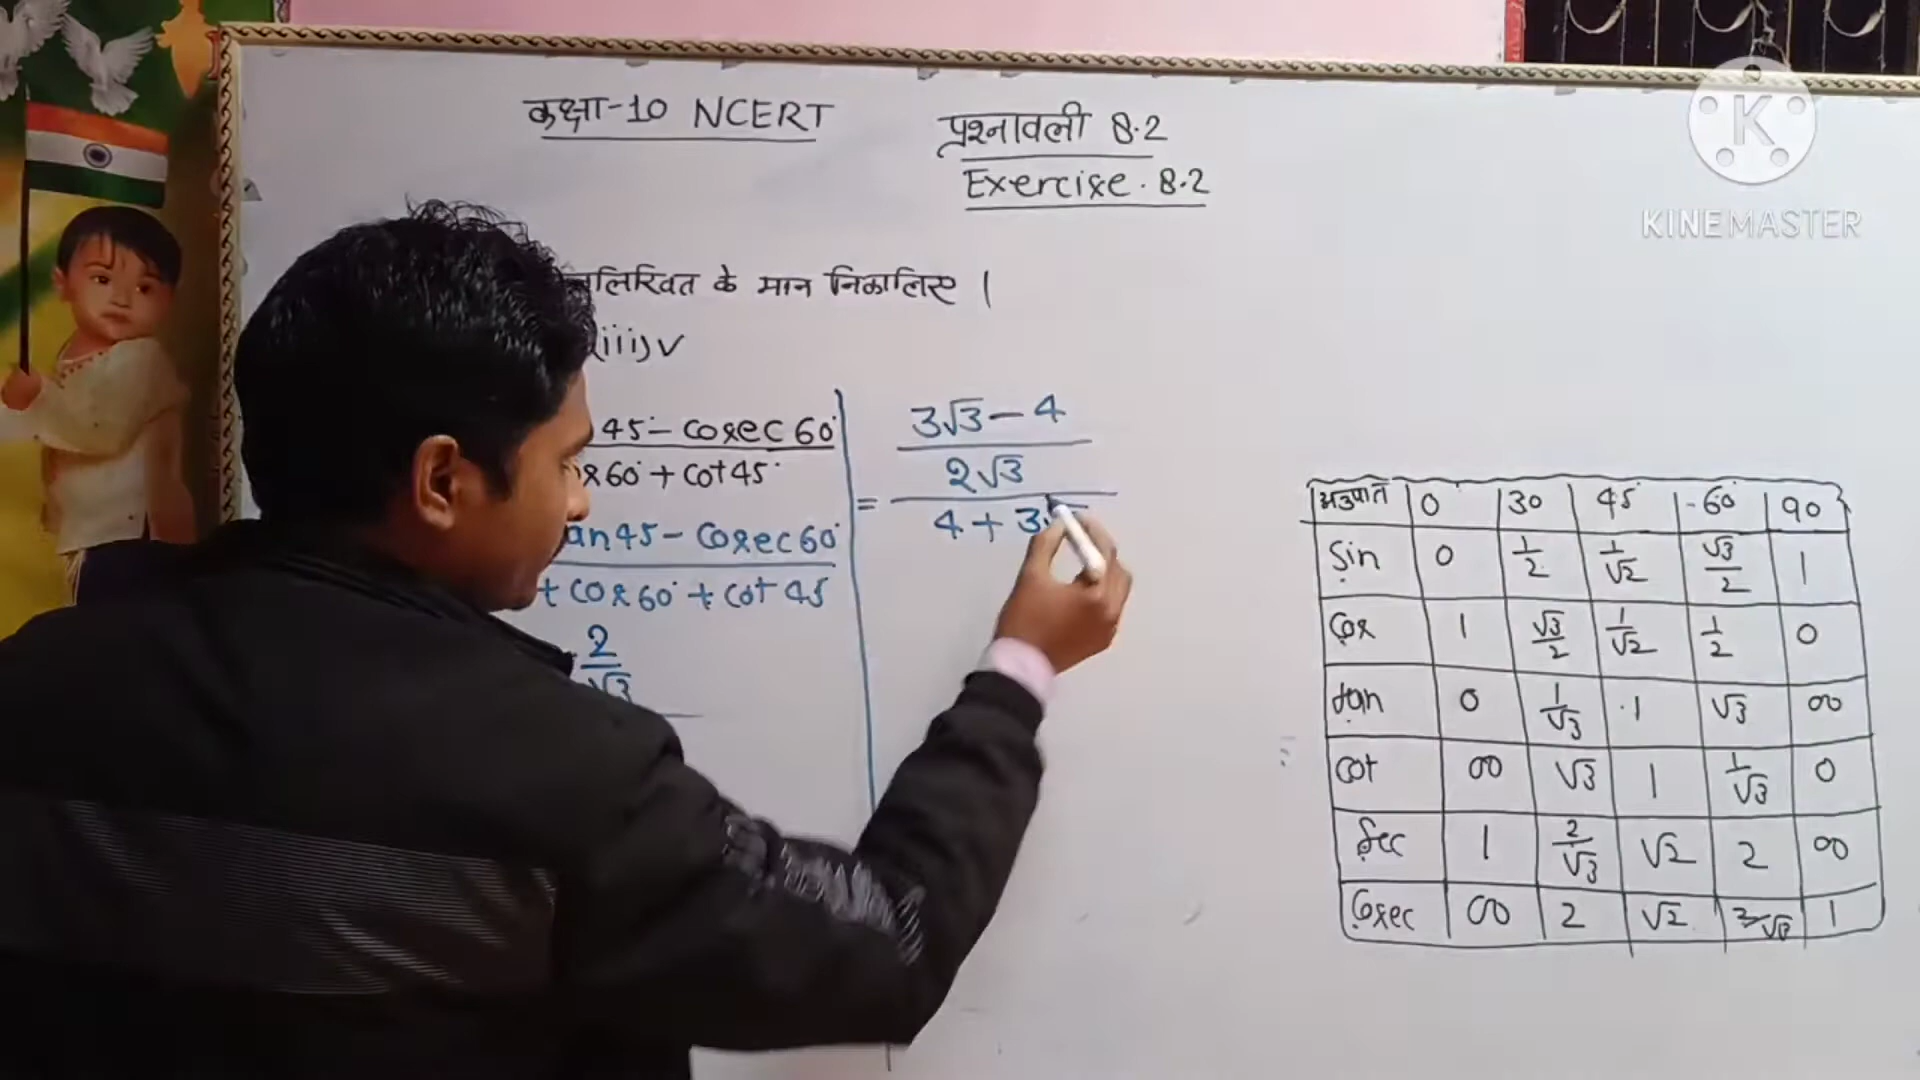 कक्षा-10 NCERT
प्रश्नावली 8.2
Exercise. 8.2
K
KINEMASTER
के मान निकालिए |
(iii) V
45° - Cosec 60°
60° + Cot 45°
tan 45 - Cosec 60°
+ cos 60° + cot 45
2
√3
3√3 - 4
2√3
=
4 + 3
अनुपात 0° 30 45 60 90
Sin 0 1/2 1/√2 √3/2 1
Cos 1 √3/2 1/√2 1/2 0
tan 0 1/√3 1 √3 ∞
Cot ∞ √3 1 1/√3 0
Sec 1 2/√3 √2 2 ∞
Cosec ∞ 2 √2 2/√3 1